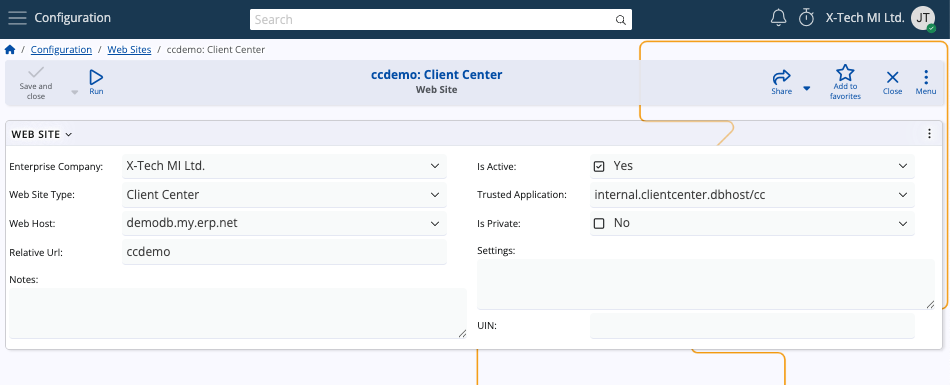 Configuration
Search
X-Tech MI Ltd.
JT
/ Configuration / Web Sites / ccdemo: Client Center
Save and
close
Run
ccdemo: Client Center
Web Site
Share
Add to
favorites
Close
Menu
WEB SITE
Enterprise Company: X-Tech MI Ltd.
Is Active: Yes
Web Site Type: Client Center
Trusted Application: internal.clientcenter.dbhost/cc
Web Host: demodb.my.erp.net
Is Private: No
Relative Url: ccdemo
Settings:
Notes:
UIN: